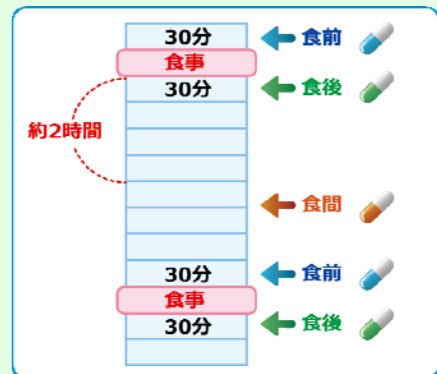 30分 食前
食事
30分 食後
約2時間
食間
30分 食前
食事
30分 食後